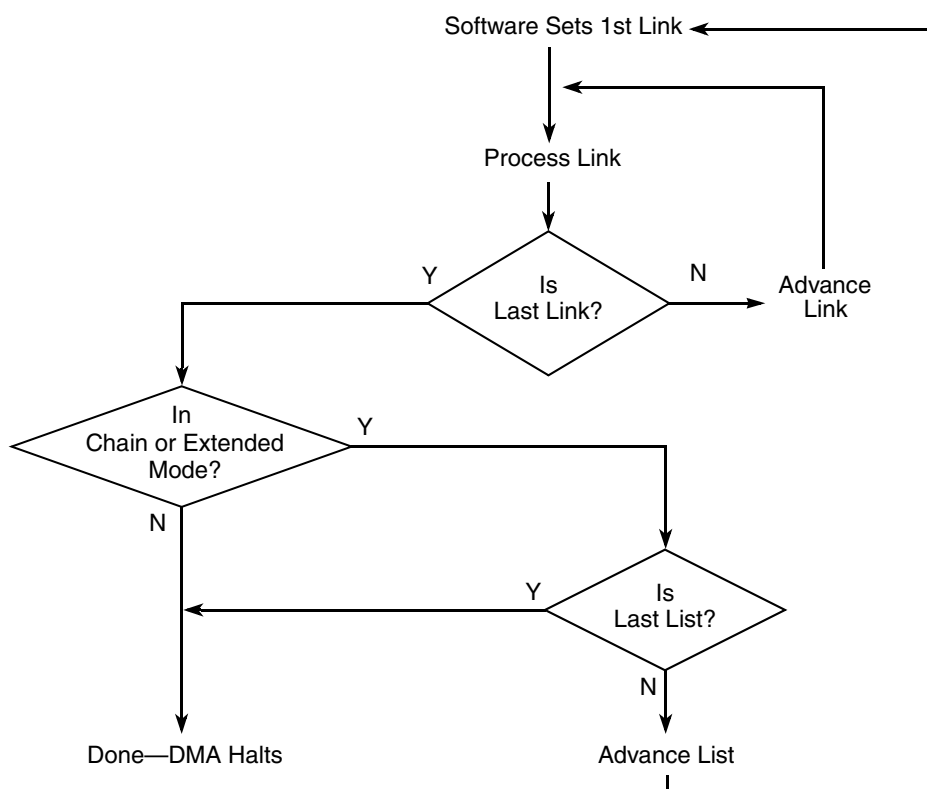 Software Sets 1st Link
Process Link
Y
Is
Last Link?
N
Advance
Link
In
Chain or Extended
Mode?
Y
N
Y
Is
Last List?
N
Done—DMA Halts
Advance List